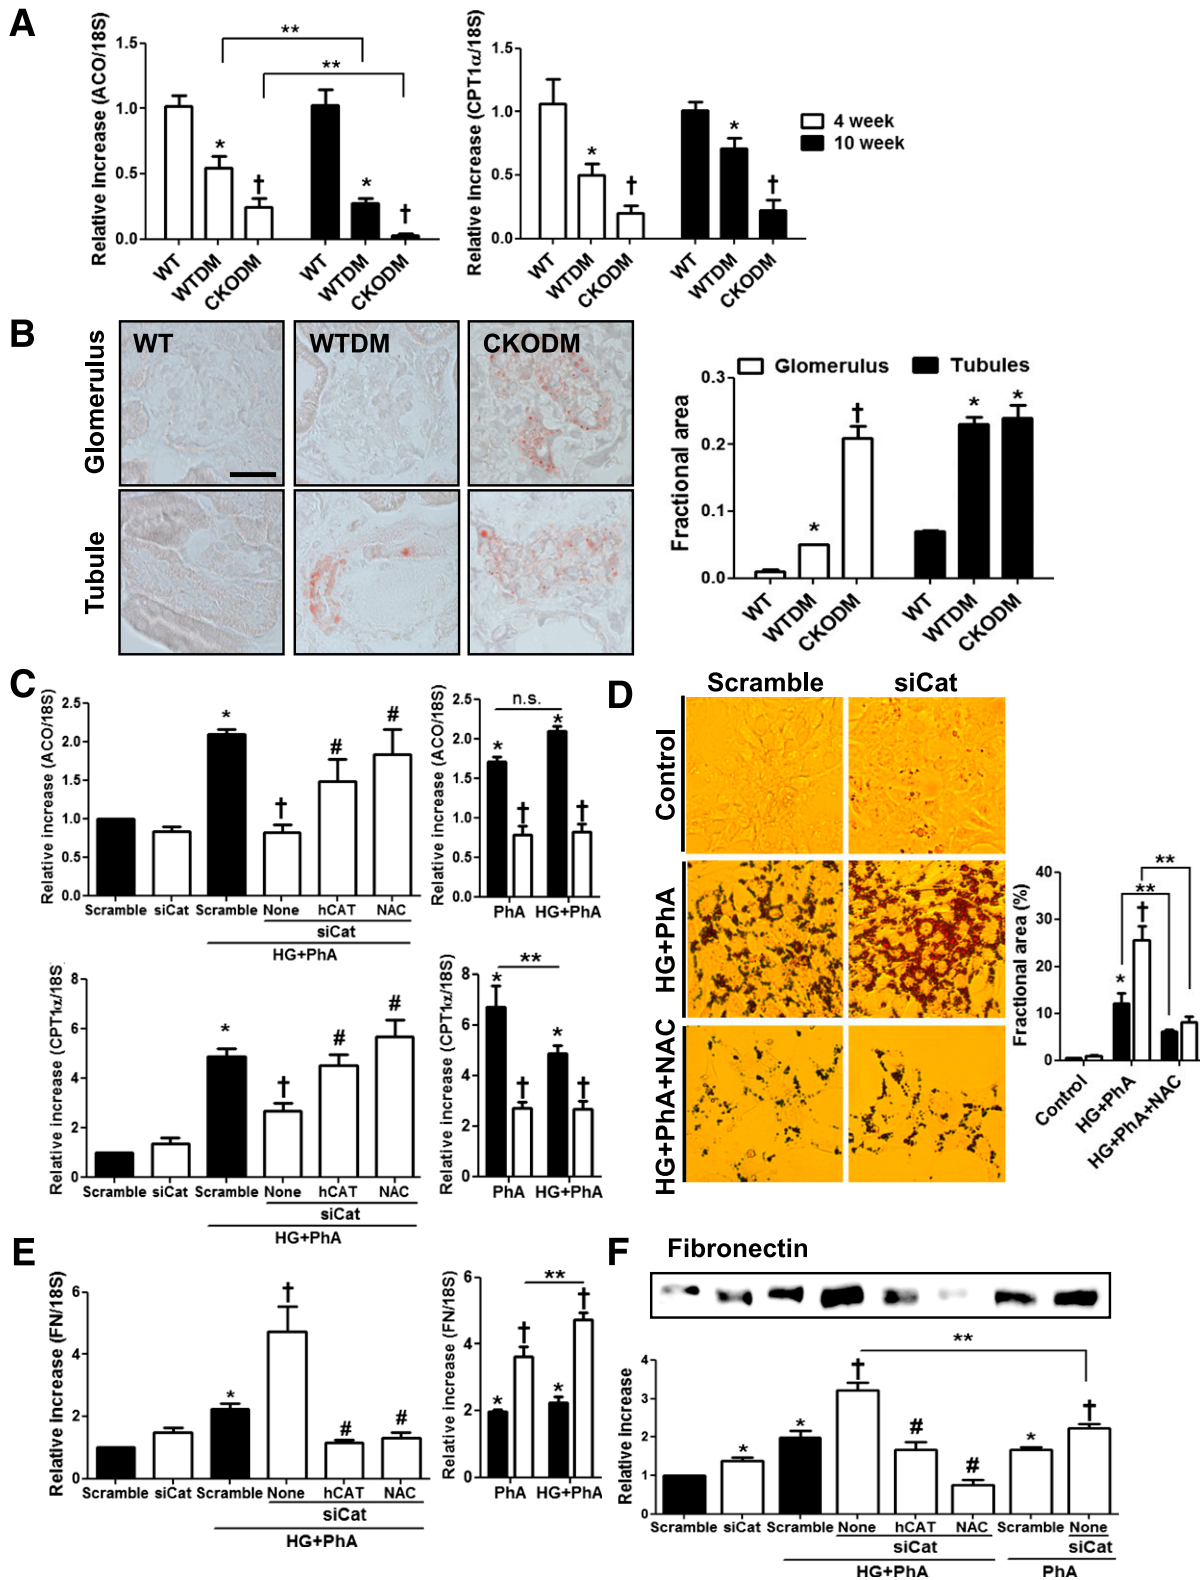 A
Relative increase (ACO/18S)
1.5
1.0
0.5
0.0
**
**
*
†
*
†
WT
WTDM
CKODM
WT
WTDM
CKODM
Relative increase (CPT1α/18S)
1.5
1.0
0.5
0.0
*
†
*
†
WT
WTDM
CKODM
WT
WTDM
CKODM
4 week
10 week
B
Glomerulus
Tubule
WT
WTDM
CKODM
Glomerulus
Tubules
Fractional area
0.3
0.2
0.1
0.0
*
†
*
*
WT
WTDM
CKODM
WT
WTDM
CKODM
C
Relative increase (ACO/18S)
2.5
2.0
1.5
1.0
0.5
0.0
*
†
#
#
Scramble siCat Scramble None hCAT NAC
siCat
HG+PhA
Relative increase (ACO/18S)
2.5
2.0
1.5
1.0
0.5
0.0
n.s.
*
†
*
†
PhA HG+PhA
Relative increase (CPT1α/18S)
8
6
4
2
0
*
†
#
#
Scramble siCat Scramble None hCAT NAC
siCat
HG+PhA
Relative increase (CPT1α/18S)
8
6
4
2
0
**
*
†
*
†
PhA HG+PhA
D
Scramble siCat
Control
HG+PhA
HG+PhA+NAC
Fractional area (%)
40
30
20
10
0
**
**
*
†
Control
HG+PhA
HG+PhA+NAC
E
Relative increase (FN/18S)
6
4
2
0
*
†
#
#
Scramble siCat Scramble None hCAT NAC
siCat
HG+PhA
Relative increase (FN/18S)
6
4
2
0
**
*
†
*
†
PhA HG+PhA
F
Fibronectin
Relative increase
4
3
2
1
0
**
*
*
†
#
#
*
†
Scramble siCat Scramble None hCAT NAC Scramble None
siCat siCat
HG+PhA PhA